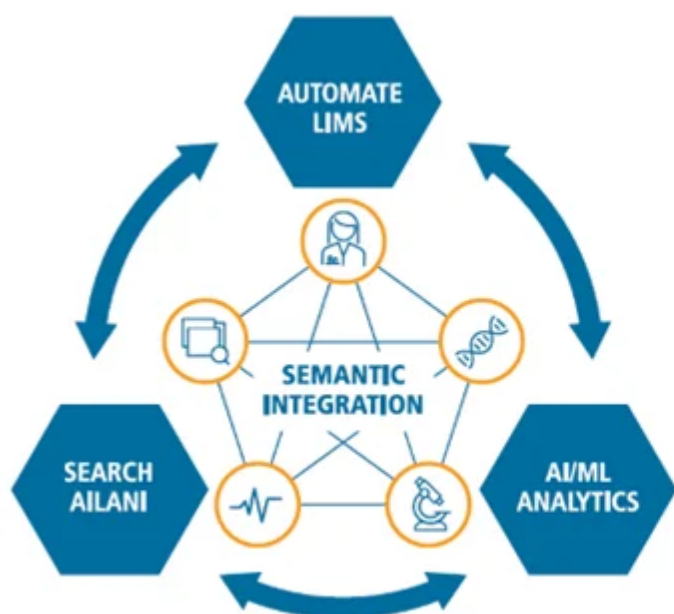 AUTOMATE
LIMS
SEMANTIC
INTEGRATION
SEARCH
AILANI
AI/ML
ANALYTICS